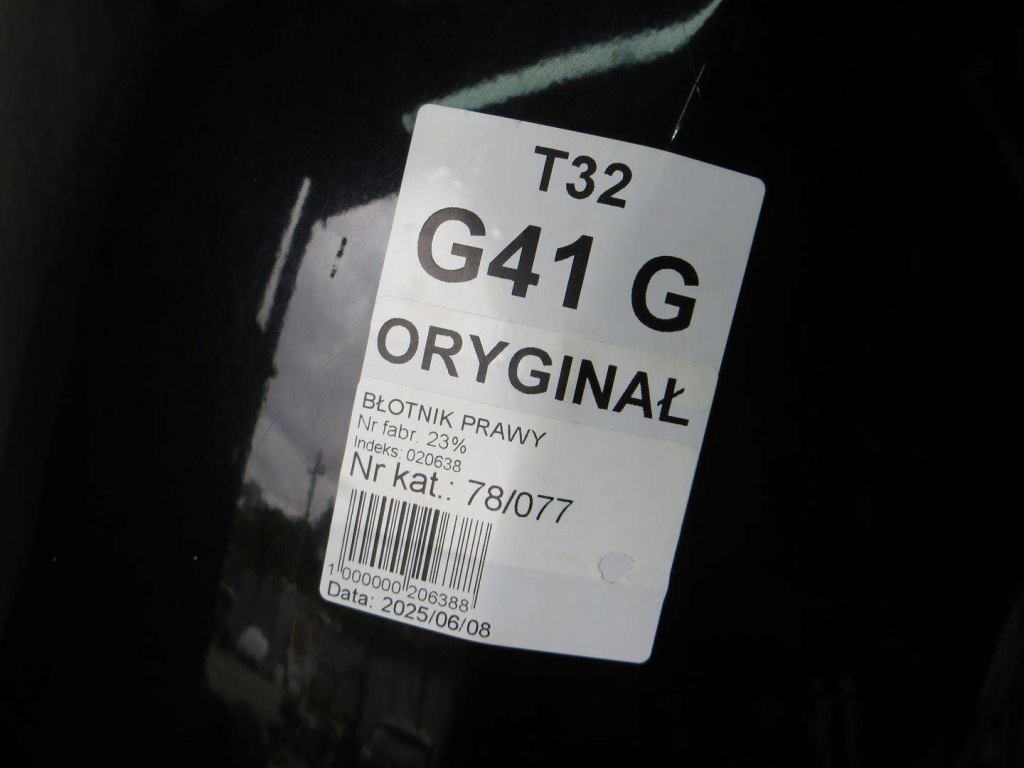 T32
G41 G
ORYGINAŁ
BŁOTNIK PRAWY
Nr fabr. 23%
Indeks: 020638
Nr kat.: 78/077
1 000000 206388
Data: 2025/06/08